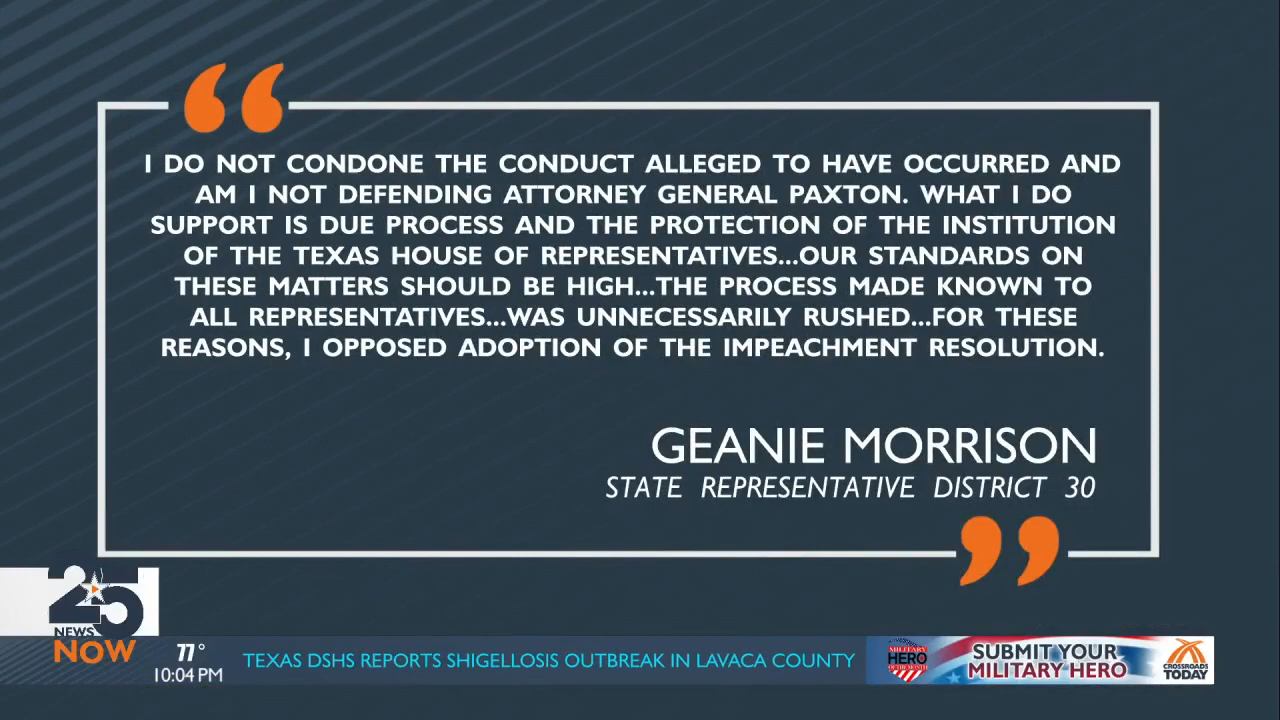 I DO NOT CONDONE THE CONDUCT ALLEGED TO HAVE OCCURRED AND
AM I NOT DEFENDING ATTORNEY GENERAL PAXTON. WHAT I DO
SUPPORT IS DUE PROCESS AND THE PROTECTION OF THE INSTITUTION
OF THE TEXAS HOUSE OF REPRESENTATIVES...OUR STANDARDS ON
THESE MATTERS SHOULD BE HIGH...THE PROCESS MADE KNOWN TO
ALL REPRESENTATIVES...WAS UNNECESSARILY RUSHED...FOR THESE
REASONS, I OPPOSED ADOPTION OF THE IMPEACHMENT RESOLUTION.
GEANIE MORRISON
STATE REPRESENTATIVE DISTRICT 30
25
NEWS
NOW
77°
10:04 PM
TEXAS DSHS REPORTS SHIGELLOSIS OUTBREAK IN LAVACA COUNTY
MILITARY
HERO
OF THE MONTH
SUBMIT YOUR
MILITARY HERO
CROSSROADS
TODAY